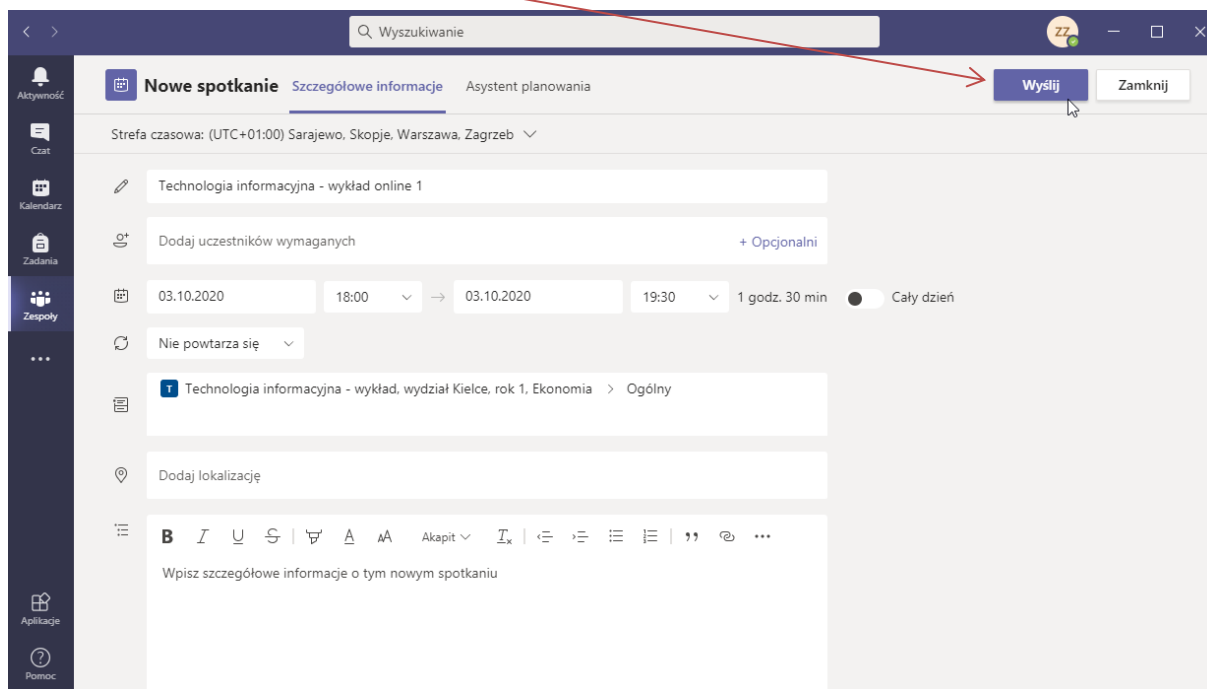 Wyszukiwanie
ZZ
Aktywność
Czat
Kalendarz
Zadania
Zespoły
Aplikacje
Pomoc
Nowe spotkanie Szczegółowe informacje Asystent planowania Wyślij Zamknij
Strefa czasowa: (UTC+01:00) Sarajewo, Skopje, Warszawa, Zagrzeb
Technologia informacyjna - wykład online 1
Dodaj uczestników wymaganych + Opcjonalni
03.10.2020 18:00 → 03.10.2020 19:30 1 godz. 30 min Cały dzień
Nie powtarza się
T Technologia informacyjna - wykład, wydział Kielce, rok 1, Ekonomia > Ogólny
Dodaj lokalizację
B I U S A AA Akapit Tx
Wpisz szczegółowe informacje o tym nowym spotkaniu